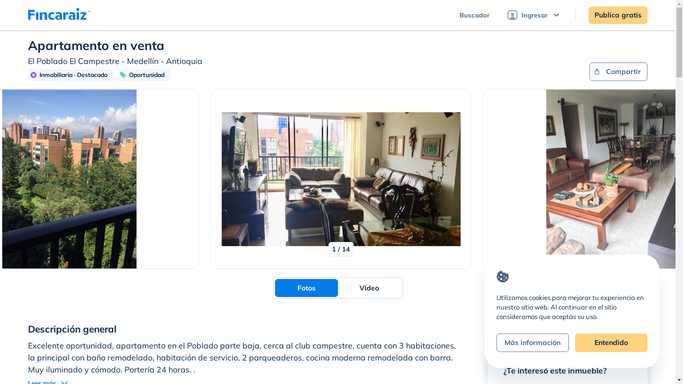 Fincaraiz
Buscador
Ingresar
Publica gratis
Apartamento en venta
El Poblado El Campestre - Medellín - Antioquia
Inmobiliaria · Destacado
Oportunidad
Compartir
1 / 14
Fotos
Video
Descripción general
Excelente oportunidad, apartamento en el Poblado parte baja, cerca al club campestre, cuenta con 3 habitaciones,
la principal con baño remodelado, habitación de servicio, 2 parqueaderos, cocina moderna remodelada con barra.
Muy iluminado y cómodo. Portería 24 horas. .
Leer más
Utilizamos cookies para mejorar tu experiencia en
nuestro sitio web. Al continuar en el sitio
consideramos que aceptas su uso.
Más información
Entendido
¿Te interesó este inmueble?